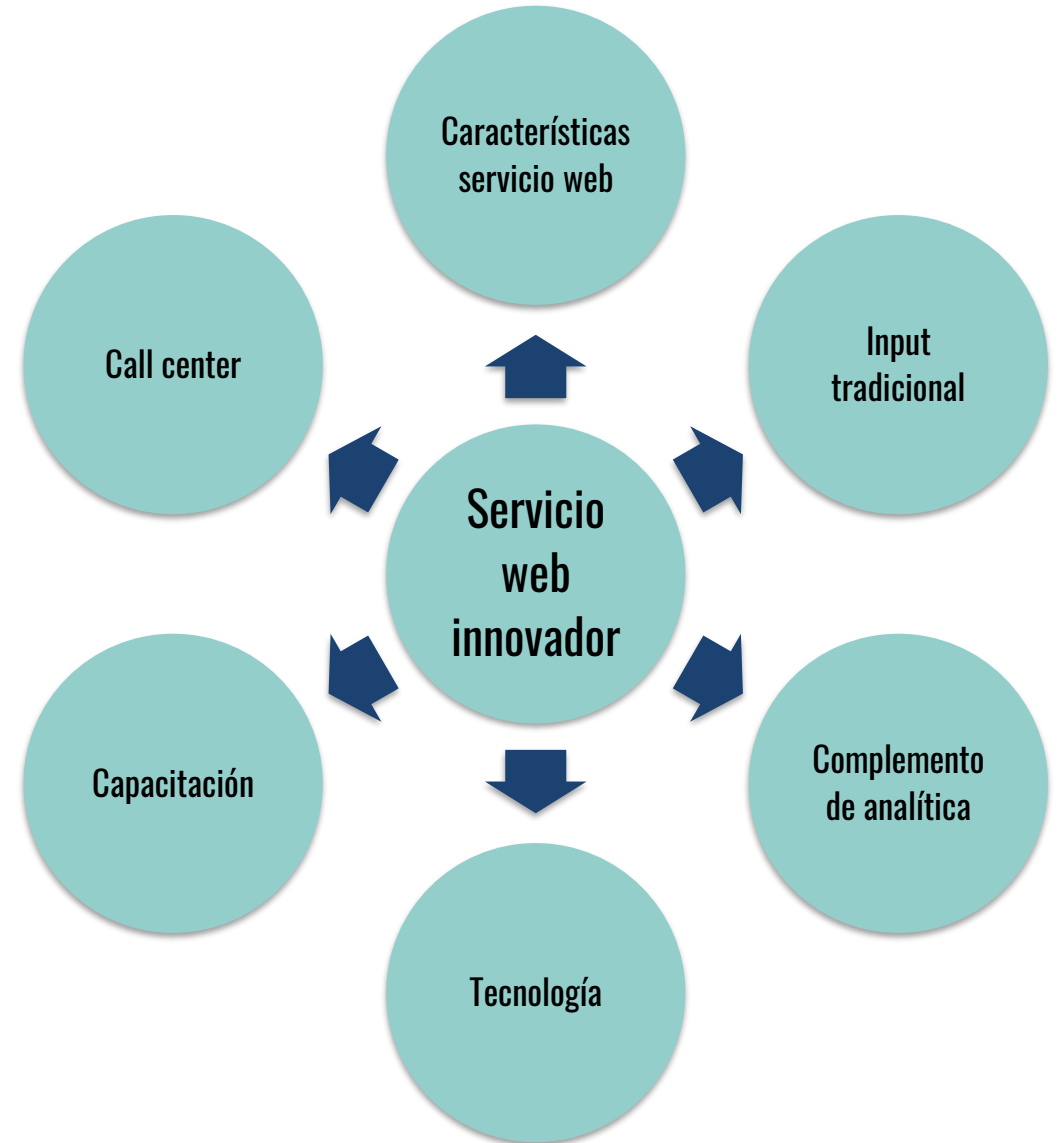 Características
servicio web
Call center
Input
tradicional
Servicio
web
innovador
Capacitación
Complemento
de analítica
Tecnología